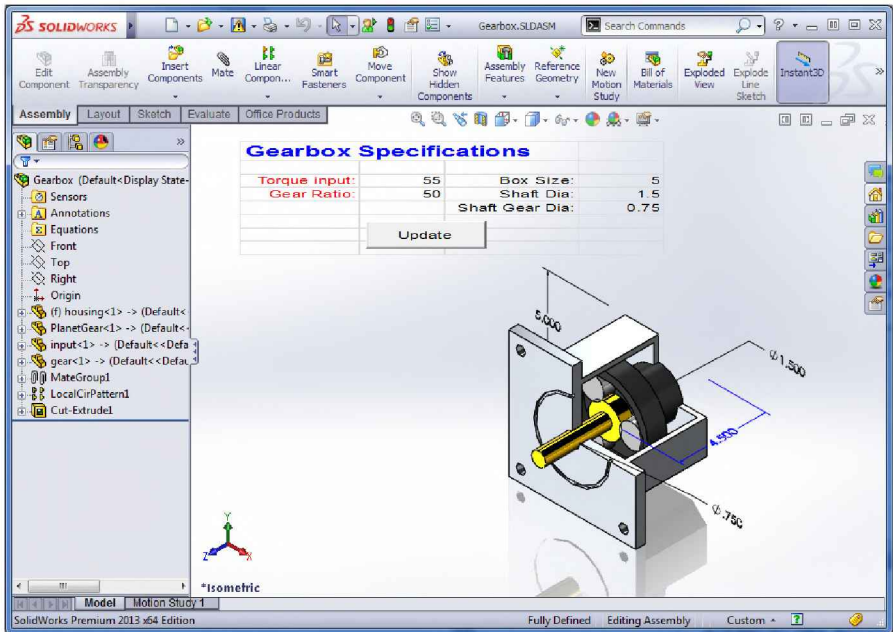 SOLIDWORKS
Gearbox.SLDASM
Search Commands
Edit Component
Assembly Transparency
Insert Components
Mate
Linear Compon...
Smart Fasteners
Move Component
Show Hidden Components
Assembly Features
Reference Geometry
New Motion Study
Bill of Materials
Exploded View
Explode Line Sketch
Instant3D
Assembly Layout Sketch Evaluate Office Products
Gearbox (Default<Display State-
Sensors
Annotations
Equations
Front
Top
Right
Origin
(f) housing<1> -> (Default<
PlanetGear<1> -> (Default<
input<1> -> (Default<<Defa
gear<1> -> (Default<<Defau
MateGroup1
LocalCirPattern1
Cut-Extrude1
Gearbox Specifications
Torque input: 55 Box Size: 5
Gear Ratio: 50 Shaft Dia: 1.5
Shaft Gear Dia: 0.75
Update
5.000
Ø1.500
4.500
Ø.750
Y
Z
X
*Isometric
Model Motion Study 1
SolidWorks Premium 2013 x64 Edition
Fully Defined Editing Assembly Custom